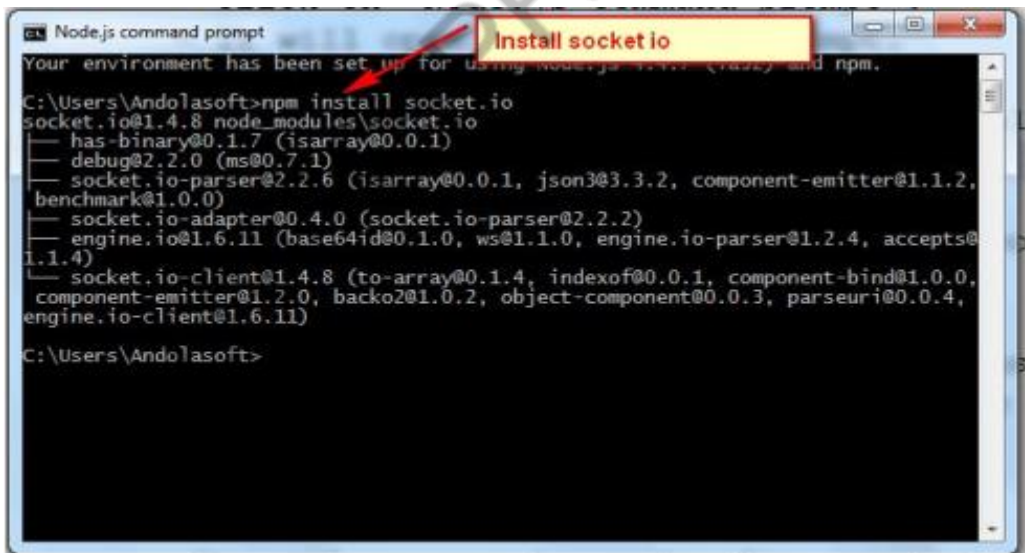 Node.js command prompt
Install socket io
Your environment has been set up for using Node.js 4.4.7 (ia32) and npm.
C:\Users\Andolasoft>npm install socket.io
socket.io@1.4.8 node_modules\socket.io
├── has-binary@0.1.7 (isarray@0.0.1)
├── debug@2.2.0 (ms@0.7.1)
├── socket.io-parser@2.2.6 (isarray@0.0.1, json3@3.3.2, component-emitter@1.1.2,
benchmark@1.0.0)
├── socket.io-adapter@0.4.0 (socket.io-parser@2.2.2)
├── engine.io@1.6.11 (base64id@0.1.0, ws@1.1.0, engine.io-parser@1.2.4, accepts@
1.1.4)
└── socket.io-client@1.4.8 (to-array@0.1.4, indexof@0.0.1, component-bind@1.0.0,
component-emitter@1.2.0, backo2@1.0.2, object-component@0.0.3, parseuri@0.0.4,
engine.io-client@1.6.11)
C:\Users\Andolasoft>